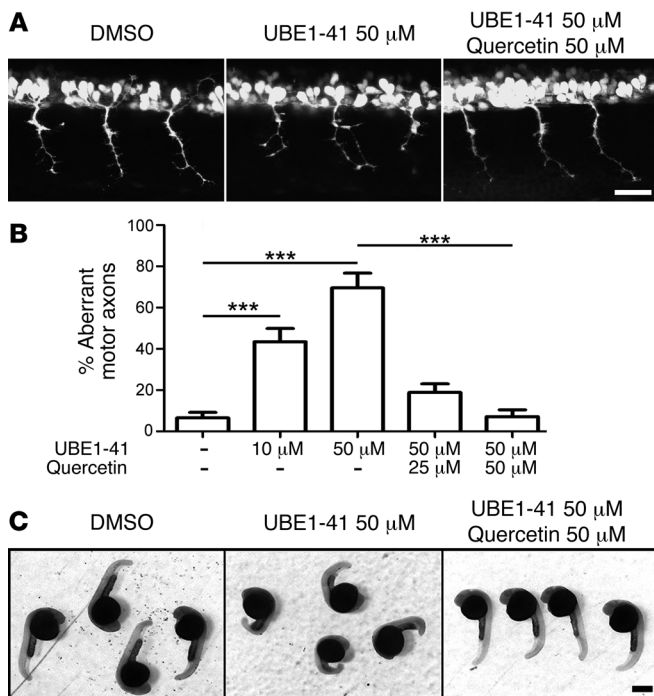 A
DMSO
UBE1-41 50 μM
UBE1-41 50 μM
Quercetin 50 μM
B
% Aberrant
motor axons
100
80
60
40
20
0
***
***
***
UBE1-41 - 10 μM 50 μM 50 μM 50 μM
Quercetin - - - 25 μM 50 μM
C
DMSO
UBE1-41 50 μM
UBE1-41 50 μM
Quercetin 50 μM